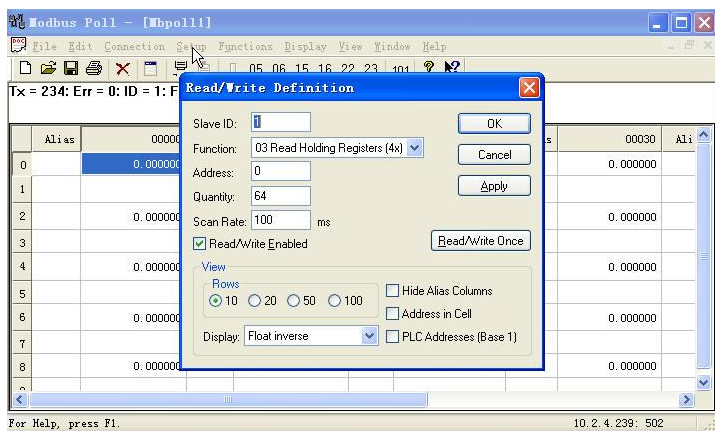 Modbus Poll - [Mbpoll1]
File Edit Connection Setup Functions Display View Window Help
05 06 15 16 22 23 101
Tx = 234: Err = 0: ID = 1: F
Read/Write Definition
Slave ID: 1
OK
Function: 03 Read Holding Registers (4x)
Cancel
Address: 0
Apply
Quantity: 64
Scan Rate: 100 ms
Read/Write Enabled
Read/Write Once
View
Rows
10 20 50 100
Hide Alias Columns
Address in Cell
Display: Float inverse
PLC Addresses (Base 1)
Alias 0000 s 00030 Ali
0 0.000000 0.000000
1
2 0.000000 0.000000
3
4 0.000000 0.000000
5
6 0.000000 0.000000
7
8 0.000000 0.000000
For Help, press F1.
10.2.4.239: 502